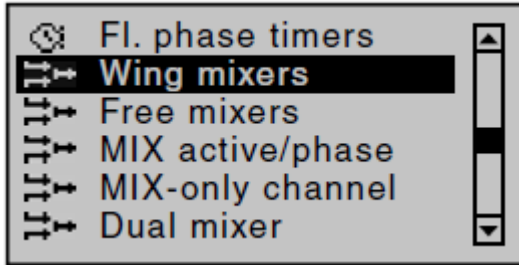 Fl. phase timers
Wing mixers
Free mixers
MIX active/phase
MIX-only channel
Dual mixer